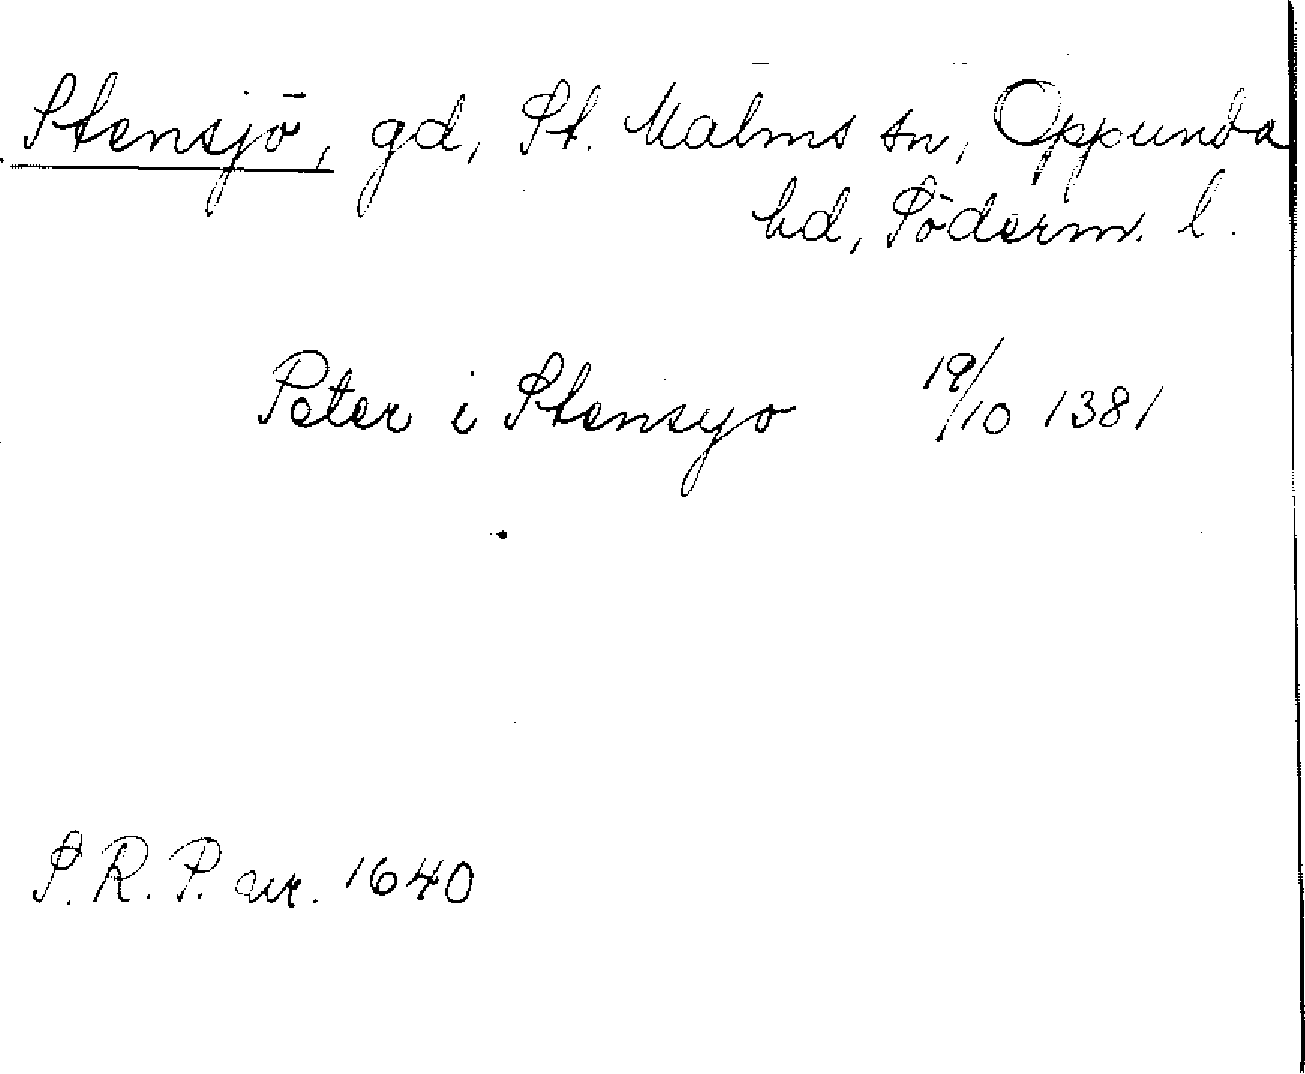 Stensjö, gd, St. Malms sn, Oppunda
hd, Söderm. l.
Peter i Stensyo 19/10 1381
S.R.P. nr. 1640